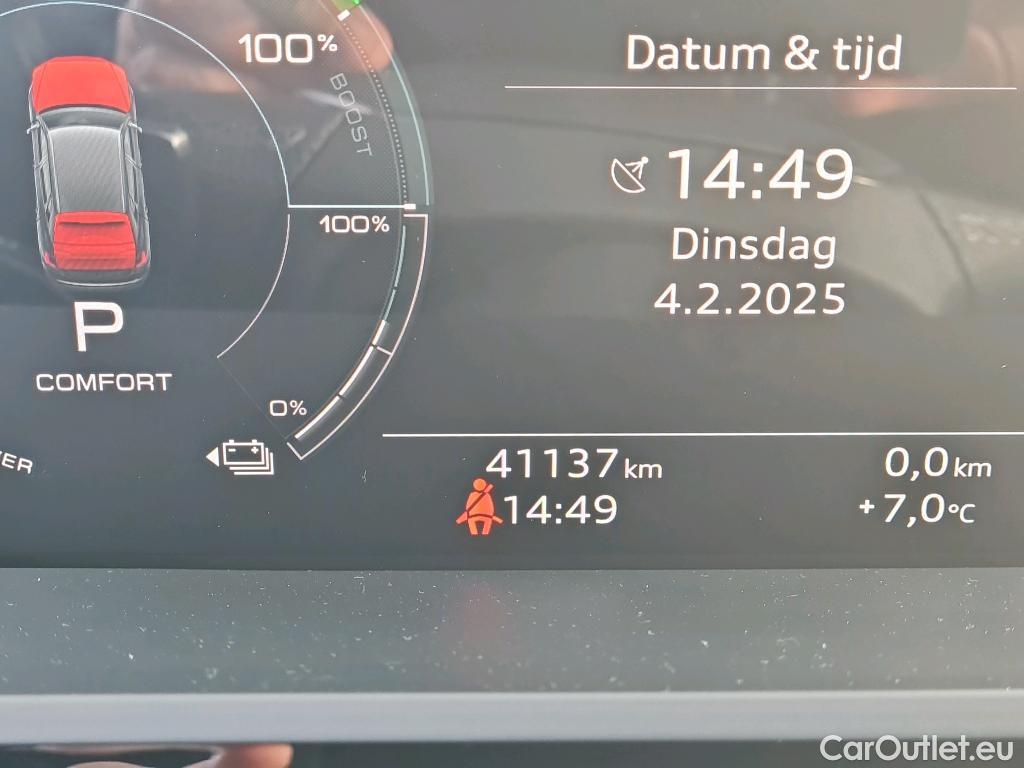 100%
BOOST
Datum & tijd
14:49
Dinsdag
4.2.2025
100%
P
COMFORT
0%
41137 km
0,0 km
14:49
+7,0°C
CarOutlet.eu